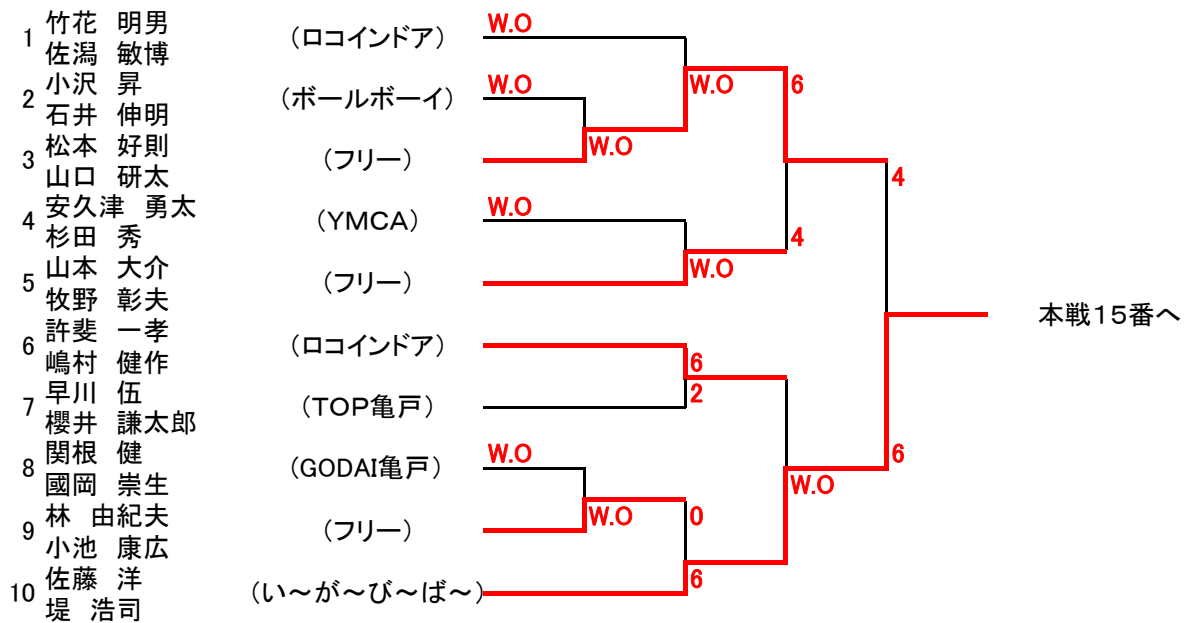 1 竹花 明男
佐潟 敏博
(ロコインドア)
W.O
2 小沢 昇
石井 伸明
(ボールボーイ)
W.O
W.O
W.O
6
3 松本 好則
山口 研太
(フリー)
4
4 安久津 勇太
杉田 秀
(YMCA)
W.O
4
W.O
5 山本 大介
牧野 彰夫
(フリー)
本戦15番へ
6 許斐 一孝
嶋村 健作
(ロコインドア)
6
2
7 早川 伍
櫻井 謙太郎
(TOP亀戸)
8 関根 健
國岡 崇生
(GODAI亀戸)
W.O
6
W.O
9 林 由紀夫
小池 康広
(フリー)
W.O
0
10 佐藤 洋
堤 浩司
(い～が～び～ば～)
6